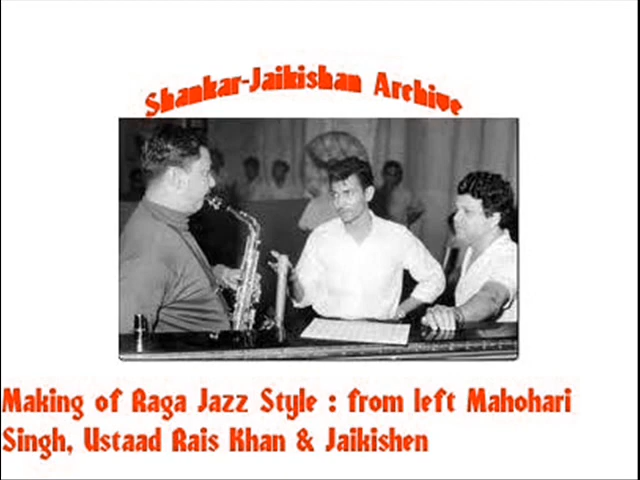 Shankar-Jaikishan Archive
Making of Raga Jazz Style : from left Mahohari
Singh, Ustaad Rais Khan & Jaikishen